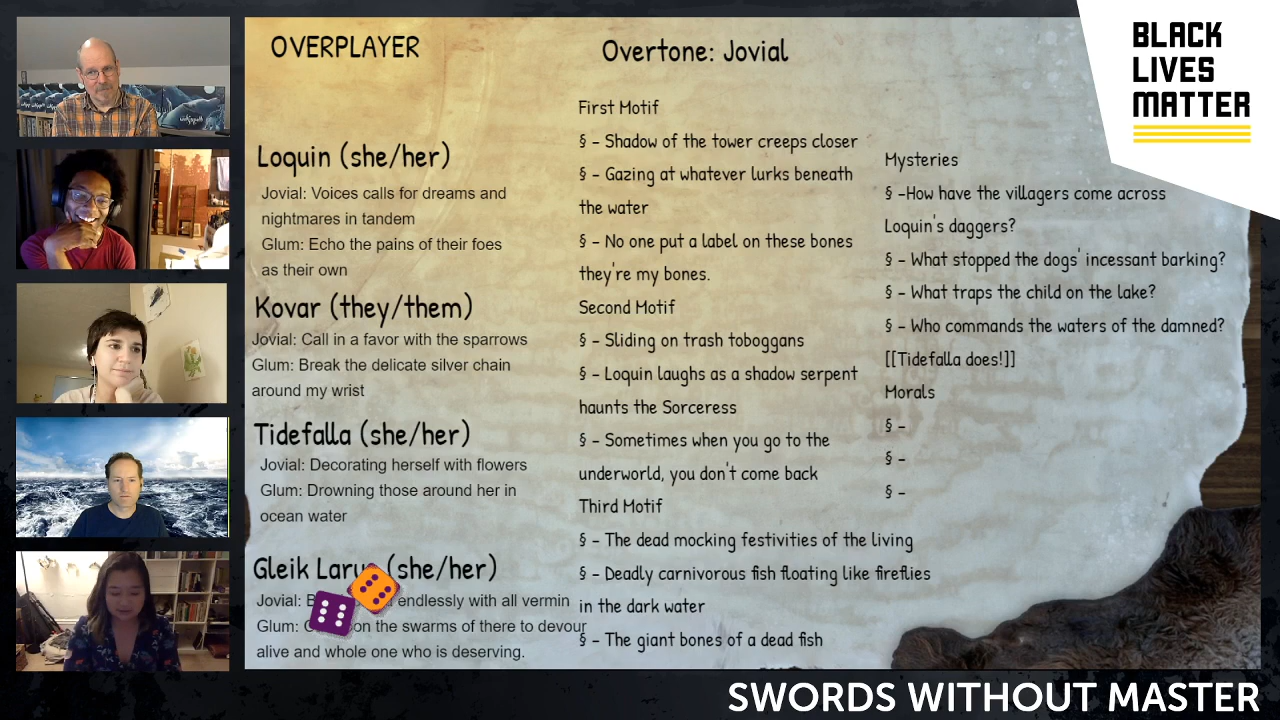 OVERPLAYER
Loquin (she/her)
Jovial: Voices calls for dreams and
nightmares in tandem
Glum: Echo the pains of their foes
as their own
Kovar (they/them)
Jovial: Call in a favor with the sparrows
Glum: Break the delicate silver chain
around my wrist
Tidefalla (she/her)
Jovial: Decorating herself with flowers
Glum: Drowning those around her in
ocean water
Gleik (she/her)
Jovial: endlessly with all vermin
Glum: on the swarms of there to devour
alive and whole one who is deserving.
Overtone: Jovial
First Motif
§ - Shadow of the tower creeps closer
§ - Gazing at whatever lurks beneath
the water
§ - No one put a label on these bones
they're my bones.
Second Motif
§ - Sliding on trash toboggans
§ - Loquin laughs as a shadow serpent
haunts the Sorceress
§ - Sometimes when you go to the
underworld, you don't come back
Third Motif
§ - The dead mocking festivities of the living
§ - Deadly carnivorous fish floating like fireflies
in the dark water
§ - The giant bones of a dead fish
Mysteries
§ -How have the villagers come across
Loquin's daggers?
§ - What stopped the dogs' incessant barking?
§ - What traps the child on the lake?
§ - Who commands the waters of the damned?
[[Tidefalla does!]]
Morals
§ -
§ -
§ -
BLACK
LIVES
MATTER
SWORDS WITHOUT MASTER